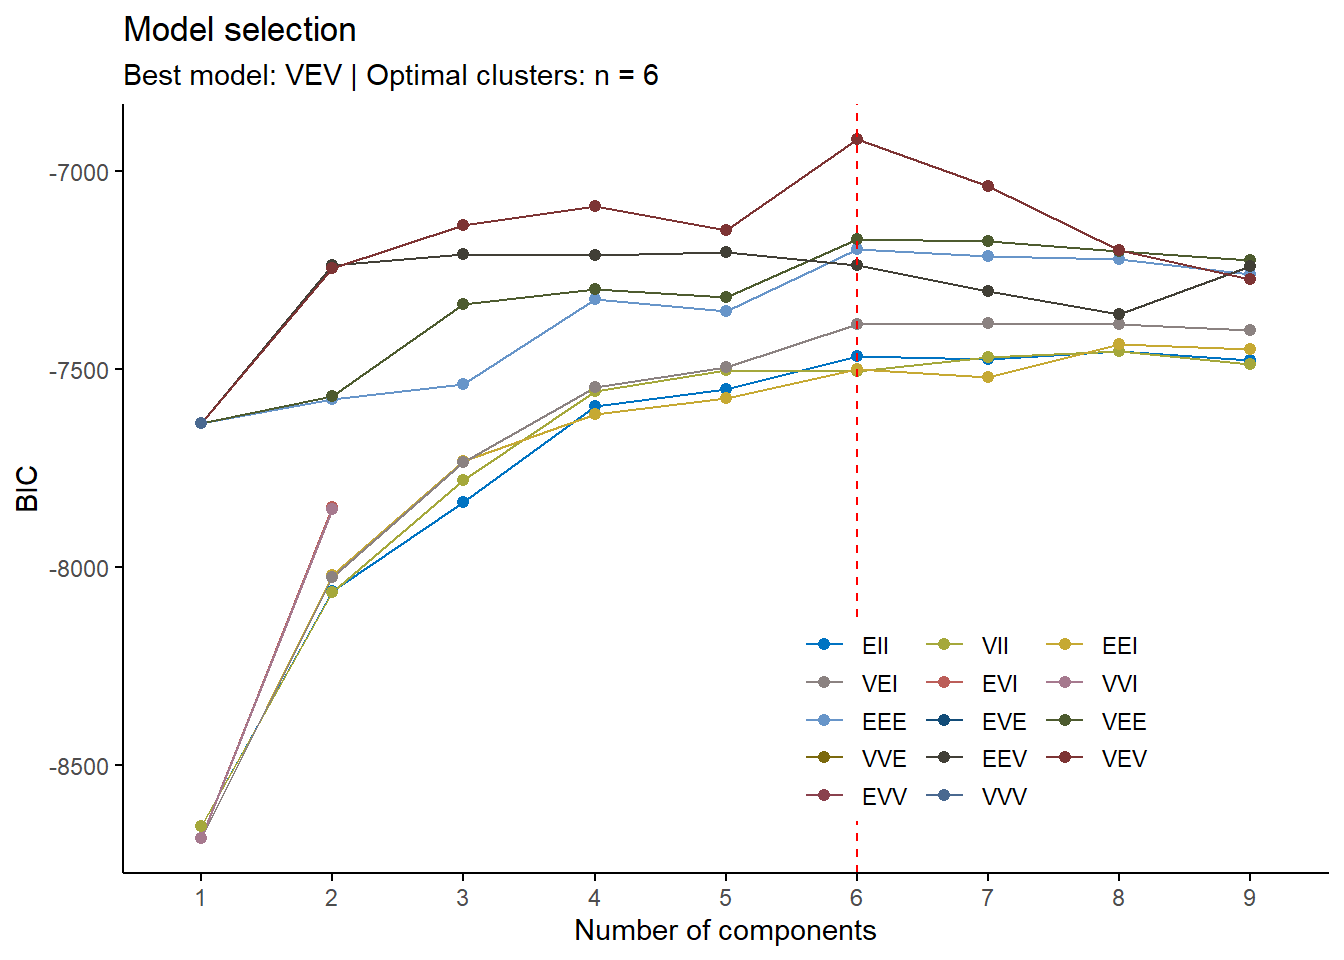 Model selection
Best model: VEV | Optimal clusters: n = 6
-7000
-7500
-8000
-8500
BIC
EII VII EEI
VEI EVI VVI
EEE EVE VEE
VVE EEV VEV
EVV VVV
1 2 3 4 5 6 7 8 9
Number of components